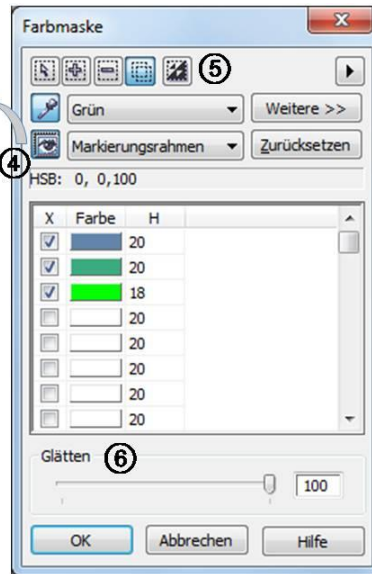 Farbmaske
⑤
Grün Weitere >>
④ Markierungsrahmen Zurücksetzen
HSB: 0, 0,100
X Farbe H
20
20
18
20
20
20
20
Glätten ⑥
100
OK Abbrechen Hilfe